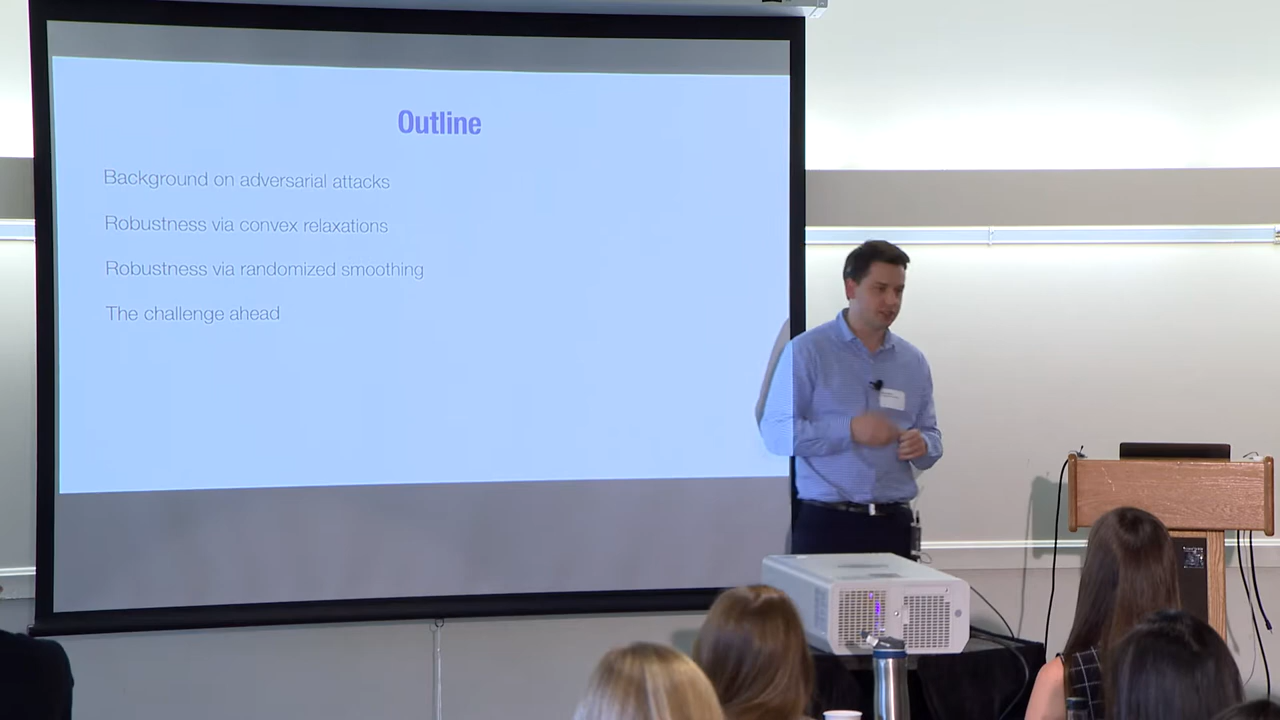 Outline
Background on adversarial attacks
Robustness via convex relaxations
Robustness via randomized smoothing
The challenge ahead